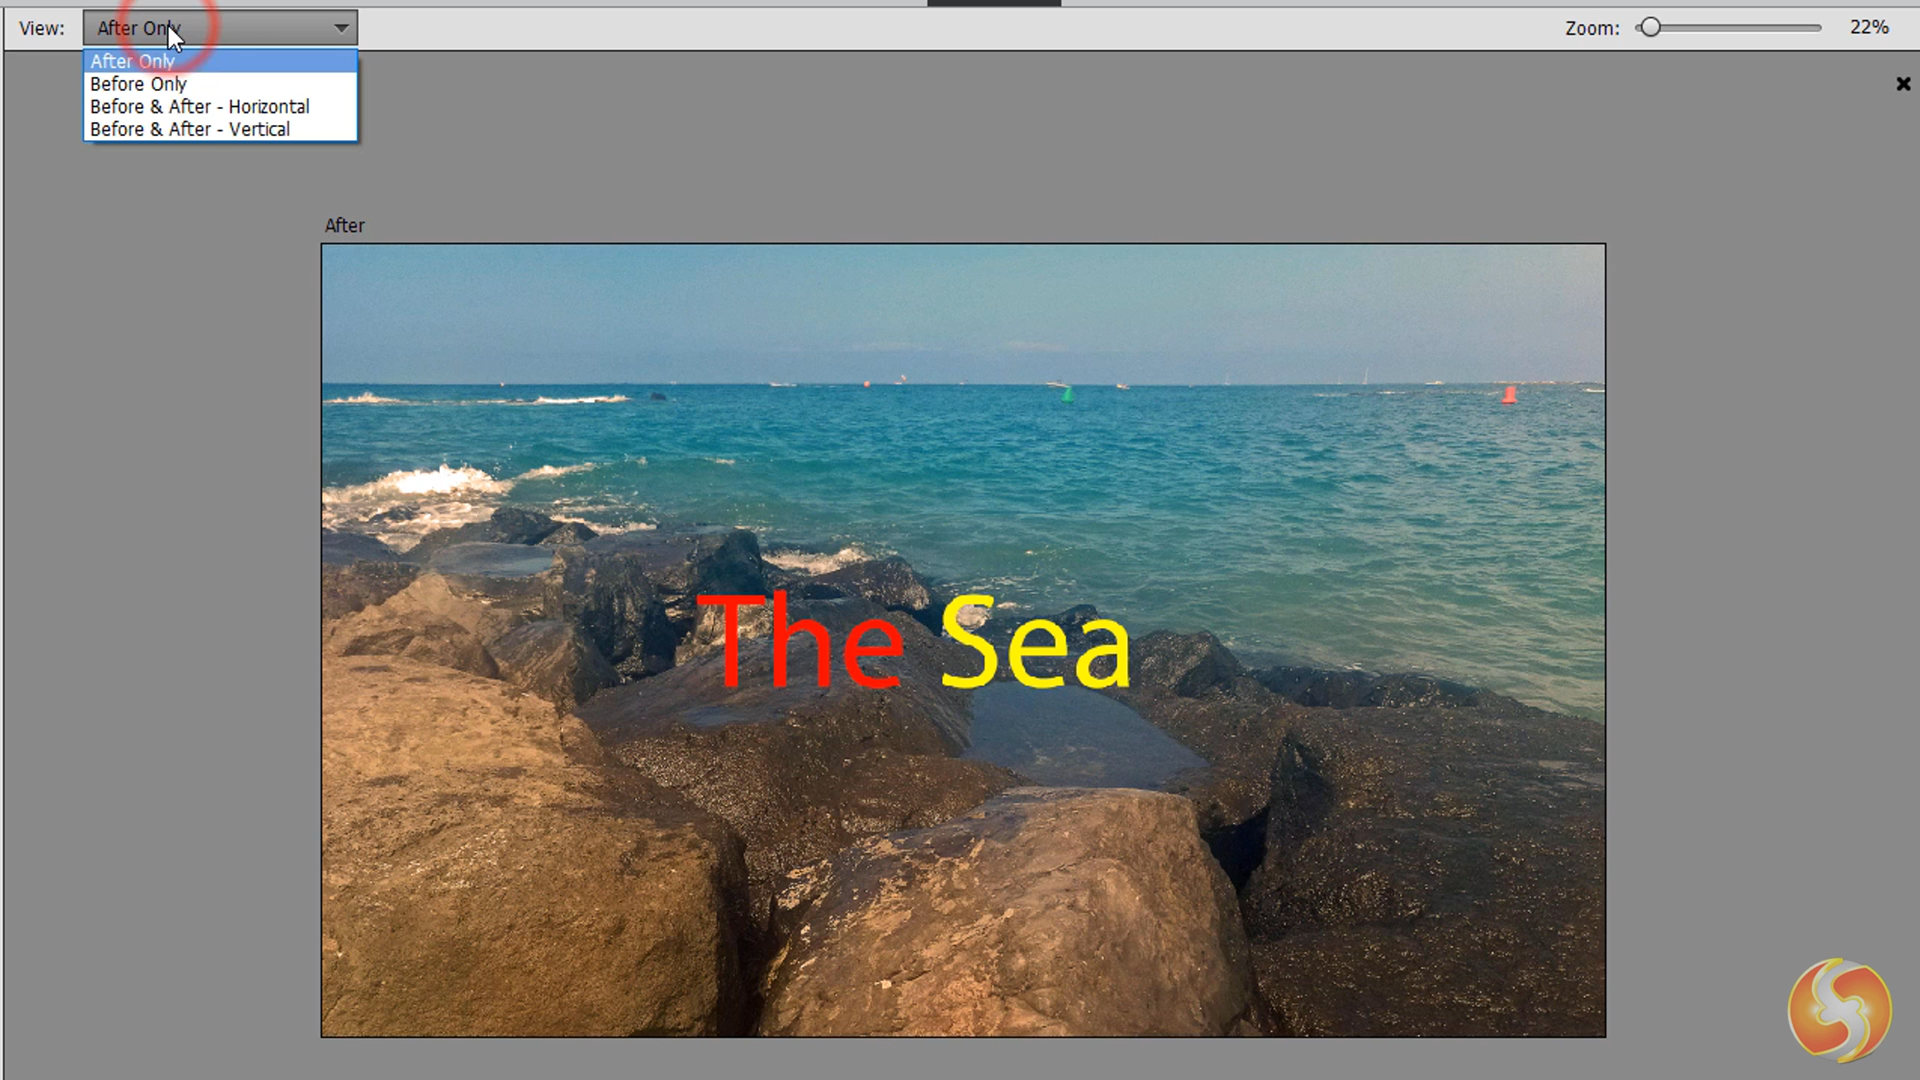 View: After Only Zoom: 22%
After Only
Before Only
Before & After - Horizontal
Before & After - Vertical
After
The Sea